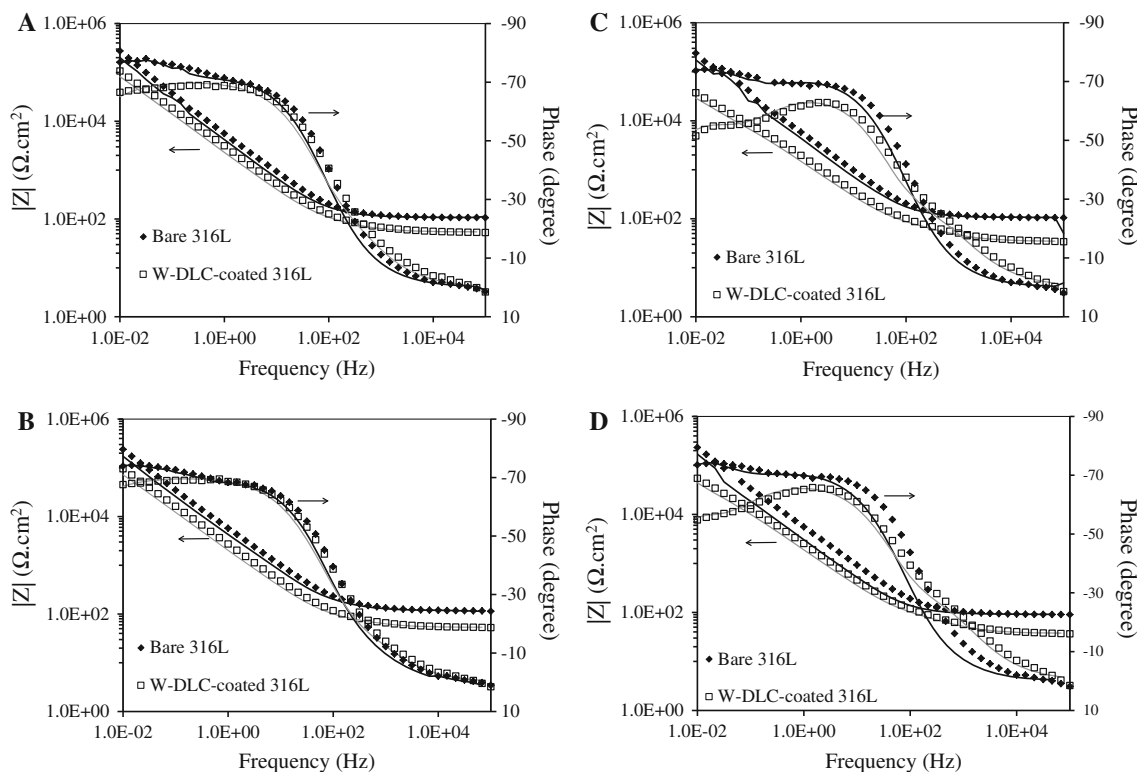 A
1.0E+06
1.0E+04
1.0E+02
1.0E+00
|Z| (Ω.cm²)
-90
-70
-50
-30
-10
10
Phase (degree)
Bare 316L
W-DLC-coated 316L
1.0E-02
1.0E+00
1.0E+02
1.0E+04
Frequency (Hz)
C
1.0E+06
1.0E+04
1.0E+02
1.0E+00
|Z| (Ω.cm²)
-90
-70
-50
-30
-10
10
Phase (degree)
Bare 316L
W-DLC-coated 316L
1.0E-02
1.0E+00
1.0E+02
1.0E+04
Frequency (Hz)
B
1.0E+06
1.0E+04
1.0E+02
1.0E+00
|Z| (Ω.cm²)
-90
-70
-50
-30
-10
10
Phase (degree)
Bare 316L
W-DLC-coated 316L
1.0E-02
1.0E+00
1.0E+02
1.0E+04
Frequency (Hz)
D
1.0E+06
1.0E+04
1.0E+02
1.0E+00
|Z| (Ω.cm²)
-90
-70
-50
-30
-10
10
Phase (degree)
Bare 316L
W-DLC-coated 316L
1.0E-02
1.0E+00
1.0E+02
1.0E+04
Frequency (Hz)